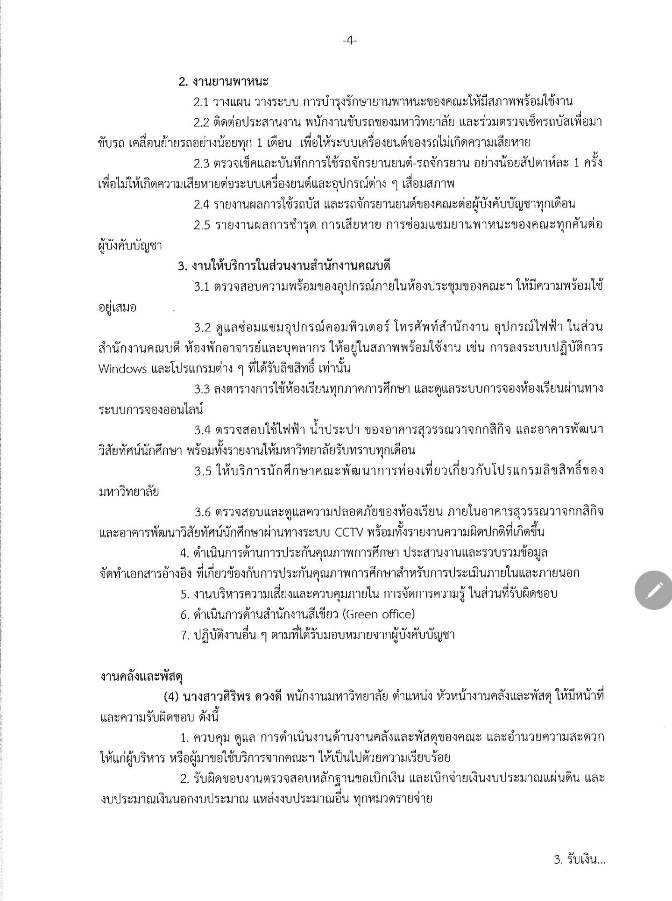 -4-
2. งานยานพาหนะ
2.1 วางแผน วางระบบ การบำรุงรักษายานพาหนะของคณะให้มีสภาพพร้อมใช้งาน
2.2 ติดต่อประสานงาน พนักงานขับรถของมหาวิทยาลัย และร่วมตรวจเช็ครถบัสเพื่อมา
ขับรถ เคลื่อนย้ายรถอย่างน้อยทุก 1 เดือน เพื่อให้ระบบเครื่องยนต์ของรถไม่เกิดความเสียหาย
2.3 ตรวจเช็คและบันทึกการใช้รถจักรยานยนต์-รถจักรยาน อย่างน้อยสัปดาห์ละ 1 ครั้ง
เพื่อไม่ให้เกิดความเสียหายต่อระบบเครื่องยนต์และอุปกรณ์ต่าง ๆ เสื่อมสภาพ
2.4 รายงานผลการใช้รถบัส และรถจักรยานยนต์ของคณะต่อผู้บังคับบัญชาทุกเดือน
2.5 รายงานผลการชำรุด การเสียหาย การซ่อมแซมยานพาหนะของคณะทุกคันต่อ
ผู้บังคับบัญชา
3. งานให้บริการในส่วนงานสำนักงานคณบดี
3.1 ตรวจสอบความพร้อมของอุปกรณ์ภายในห้องประชุมของคณะฯ ให้มีความพร้อมใช้
อยู่เสมอ
3.2 ดูแลซ่อมแซมอุปกรณ์คอมพิวเตอร์ โทรศัพท์สำนักงาน อุปกรณ์ไฟฟ้า ในส่วน
สำนักงานคณบดี ห้องพักอาจารย์และบุคลากร ให้อยู่ในสภาพพร้อมใช้งาน เช่น การลงระบบปฏิบัติการ
Windows และโปรแกรมต่าง ๆ ที่ได้รับลิขสิทธิ์ เท่านั้น
3.3 ลงตารางการใช้ห้องเรียนทุกภาคการศึกษา และดูแลระบบการจองห้องเรียนผ่านทาง
ระบบการจองออนไลน์
3.4 ตรวจสอบใช้ไฟฟ้า น้ำประปา ของอาคารสุวรรณวาจกกสิกิจ และอาคารพัฒนา
วิสัยทัศน์นักศึกษา พร้อมทั้งรายงานให้มหาวิทยาลัยรับทราบทุกเดือน
3.5 ให้บริการนักศึกษาคณะพัฒนาการท่องเที่ยวเกี่ยวกับโปรแกรมลิขสิทธิ์ของ
มหาวิทยาลัย
3.6 ตรวจสอบและดูแลความปลอดภัยของห้องเรียน ภายในอาคารสุวรรณวาจกกสิกิจ
และอาคารพัฒนาวิสัยทัศน์นักศึกษาผ่านทางระบบ CCTV พร้อมทั้งรายงานความผิดปกติที่เกิดขึ้น
4. ดำเนินการด้านการประกันคุณภาพการศึกษา ประสานงานและรวบรวมข้อมูล
จัดทำเอกสารอ้างอิง ที่เกี่ยวข้องกับการประกันคุณภาพการศึกษาสำหรับการประเมินภายในและภายนอก
5. งานบริหารความเสี่ยงและควบคุมภายใน การจัดการความรู้ ในส่วนที่รับผิดชอบ
6. ดำเนินการด้านสำนักงานสีเขียว (Green office)
7. ปฏิบัติงานอื่น ๆ ตามที่ได้รับมอบหมายจากผู้บังคับบัญชา
งานคลังและพัสดุ
(4) นางสาวศิริพร ดวงดี พนักงานมหาวิทยาลัย ตำแหน่ง หัวหน้างานคลังและพัสดุ ให้มีหน้าที่
และความรับผิดชอบ ดังนี้
1. ควบคุม ดูแล การดำเนินงานด้านงานคลังและพัสดุของคณะ และอำนวยความสะดวก
ให้แก่ผู้บริหาร หรือผู้มาขอใช้บริการจากคณะฯ ให้เป็นไปด้วยความเรียบร้อย
2. รับผิดชอบงานตรวจสอบหลักฐานขอเบิกเงิน และเบิกจ่ายเงินงบประมาณแผ่นดิน และ
งบประมาณเงินนอกงบประมาณ แหล่งงบประมาณอื่น ทุกหมวดรายจ่าย
3. รับเงิน...